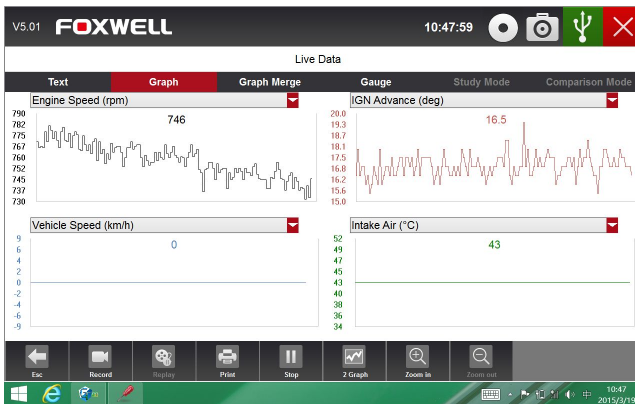 V5.01 FOXWELL 10:47:59
Live Data
Text Graph Graph Merge Gauge Study Mode Comparison Mode
Engine Speed (rpm) IGN Advance (deg)
790 746 20.0 16.5
782 19.3
775 18.7
767 18.1
760 17.5
752 16.8
745 16.2
737 15.6
730 15.0
Vehicle Speed (km/h) Intake Air (°C)
9 0 52 43
6 49
4 47
2 45
0 43
-2 40
-4 38
-6 36
-9 34
Esc Record Replay Print Stop 2 Graph Zoom in Zoom out
中 10:47
2015/3/19